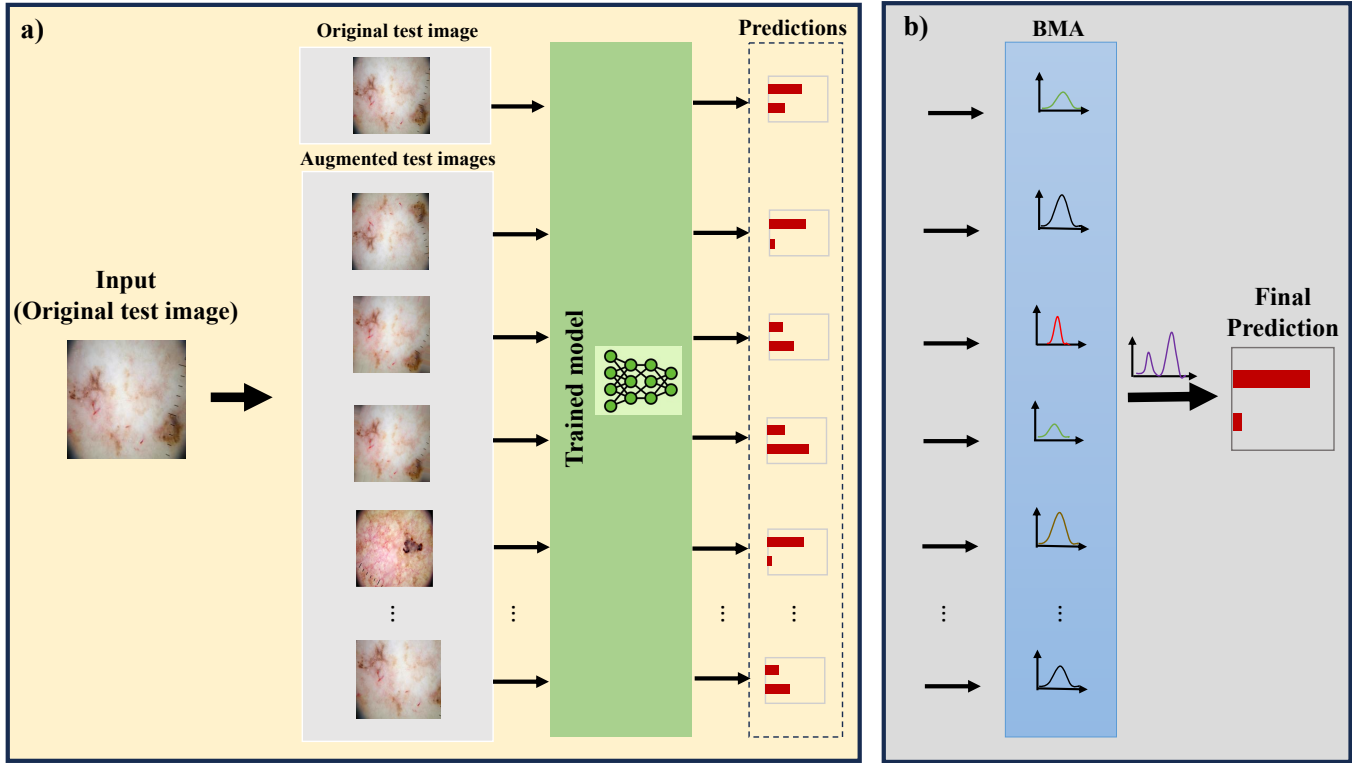 a)
Original test image
Predictions
Augmented test images
Input
(Original test image)
Trained model
...
...
...
...
b)
BMA
Final
Prediction
...
...